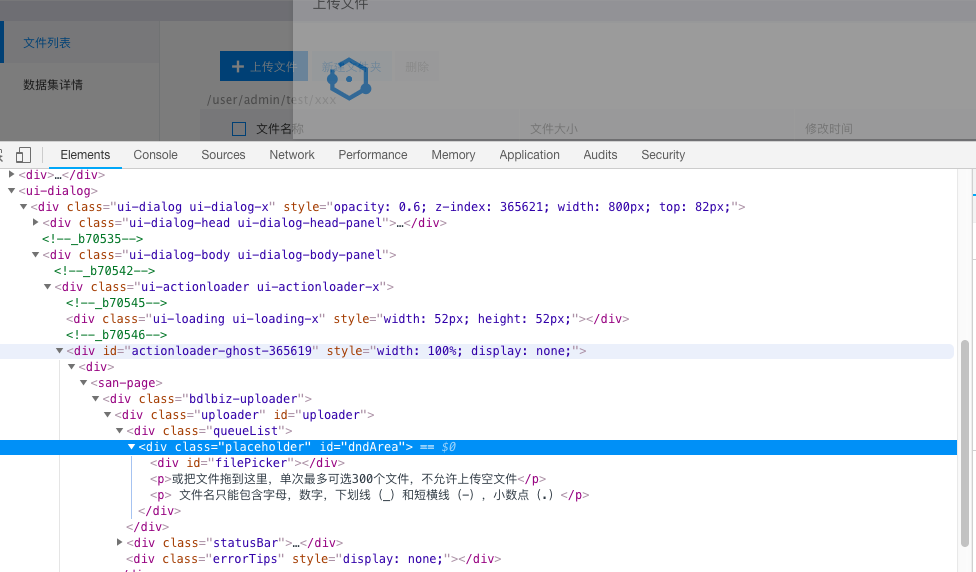 上传文件
文件列表
数据集详情
上传文件 新建文件夹 删除
/user/admin/test/xxx
文件名称 文件大小 修改时间
Elements Console Sources Network Performance Memory Application Audits Security
<div>…</div>
<ui-dialog>
<div class="ui-dialog ui-dialog-x" style="opacity: 0.6; z-index: 365621; width: 800px; top: 82px;">
<div class="ui-dialog-head ui-dialog-head-panel">…</div>
<!--_b70535-->
<div class="ui-dialog-body ui-dialog-body-panel">
<!--_b70542-->
<div class="ui-actionloader ui-actionloader-x">
<!--_b70545-->
<div class="ui-loading ui-loading-x" style="width: 52px; height: 52px;"></div>
<!--_b70546-->
<div id="actionloader-ghost-365619" style="width: 100%; display: none;">
<div>
<san-page>
<div class="bdlbiz-uploader">
<div class="uploader" id="uploader">
<div class="queueList">
<div class="placeholder" id="dndArea"> == $0
<div id="filePicker"></div>
<p>或把文件拖到这里，单次最多可选300个文件，不允许上传空文件</p>
<p> 文件名只能包含字母，数字，下划线（_）和短横线（-），小数点（.）</p>
</div>
</div>
<div class="statusBar">…</div>
<div class="errorTips" style="display: none;"></div>